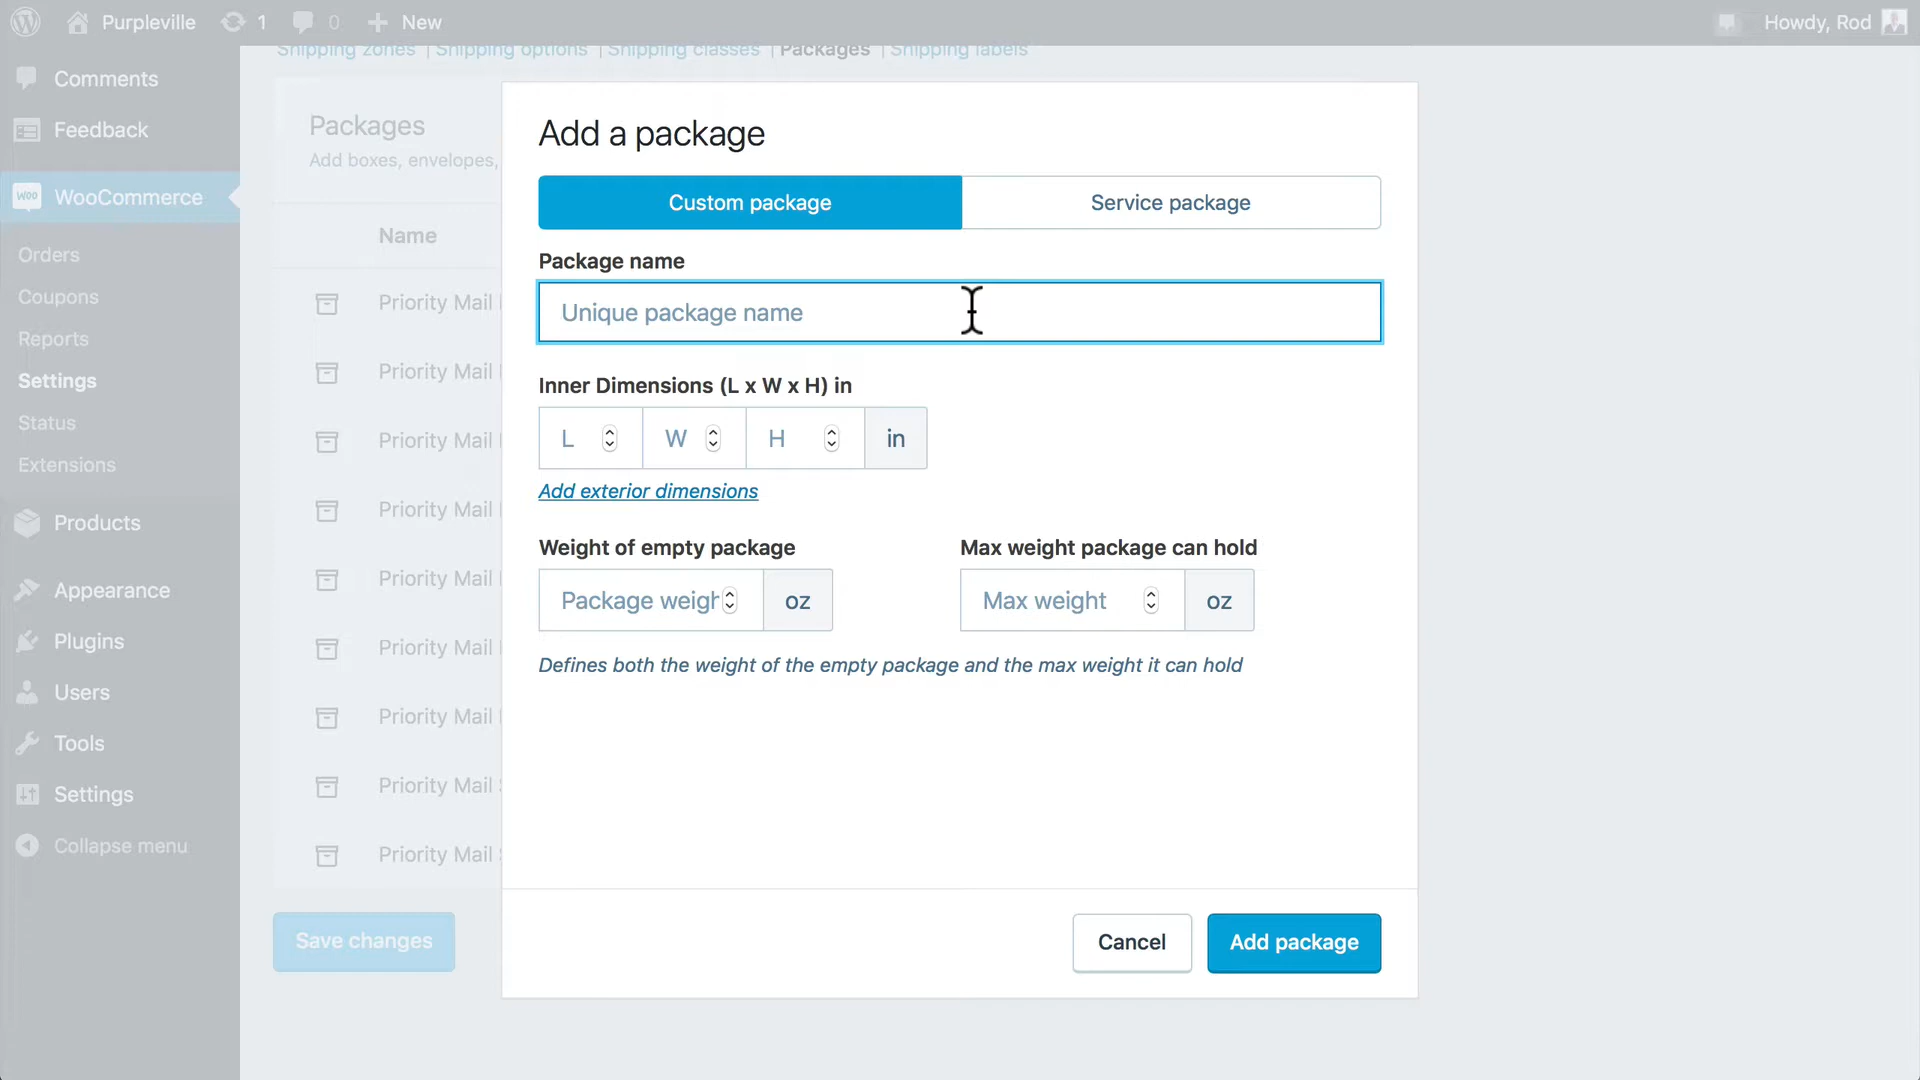 Purpleville 1 0 New Howdy, Rod
Shipping zones | Shipping options | Shipping classes | Packages | Shipping labels
Comments
Feedback
WooCommerce
woo
Orders
Coupons
Reports
Settings
Status
Extensions
Products
Appearance
Plugins
Users
Tools
Settings
Collapse menu
Packages
Add boxes, envelopes,
Name
Priority Mail
Priority Mail
Priority Mail
Priority Mail
Priority Mail
Priority Mail
Priority Mail
Priority Mail
Priority Mail
Save changes
Add a package
Custom package Service package
Package name
Unique package name
Inner Dimensions (L x W x H) in
L W H in
Add exterior dimensions
Weight of empty package Max weight package can hold
Package weigh oz Max weight oz
Defines both the weight of the empty package and the max weight it can hold
Cancel Add package